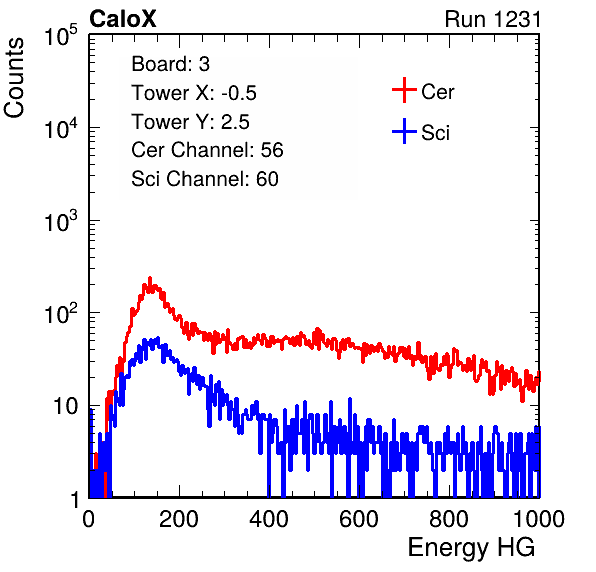 CaloX Run 1231
Counts
10^5
10^4
10^3
10^2
10
1
Board: 3
Tower X: -0.5
Tower Y: 2.5
Cer Channel: 56
Sci Channel: 60
Cer
Sci
0 200 400 600 800 1000
Energy HG